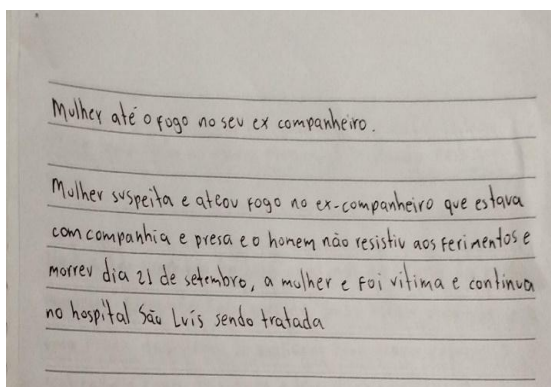 Mulher até o fogo no seu ex companheiro.
Mulher suspeita e ateou fogo no ex-companheiro que estava
com companhia e presa e o homem não resistiu aos ferimentos e
morrev dia 21 de setembro, a mulher e foi vitima e continua
no hospital São Luís sendo tratada